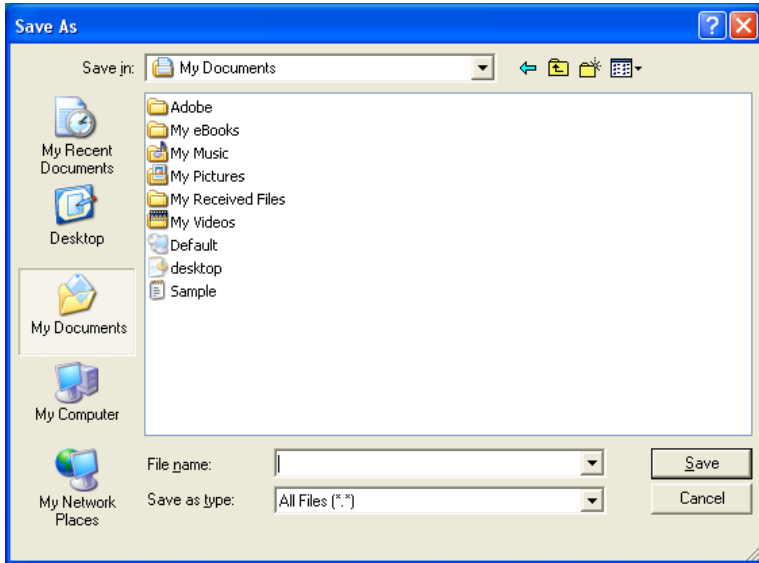 Save As
Save in:
My Documents
My Recent
Documents
Desktop
My Documents
My Computer
My Network
Places
Adobe
My eBooks
My Music
My Pictures
My Received Files
My Videos
Default
desktop
Sample
File name:
Save
Save as type:
All Files (*.*)
Cancel